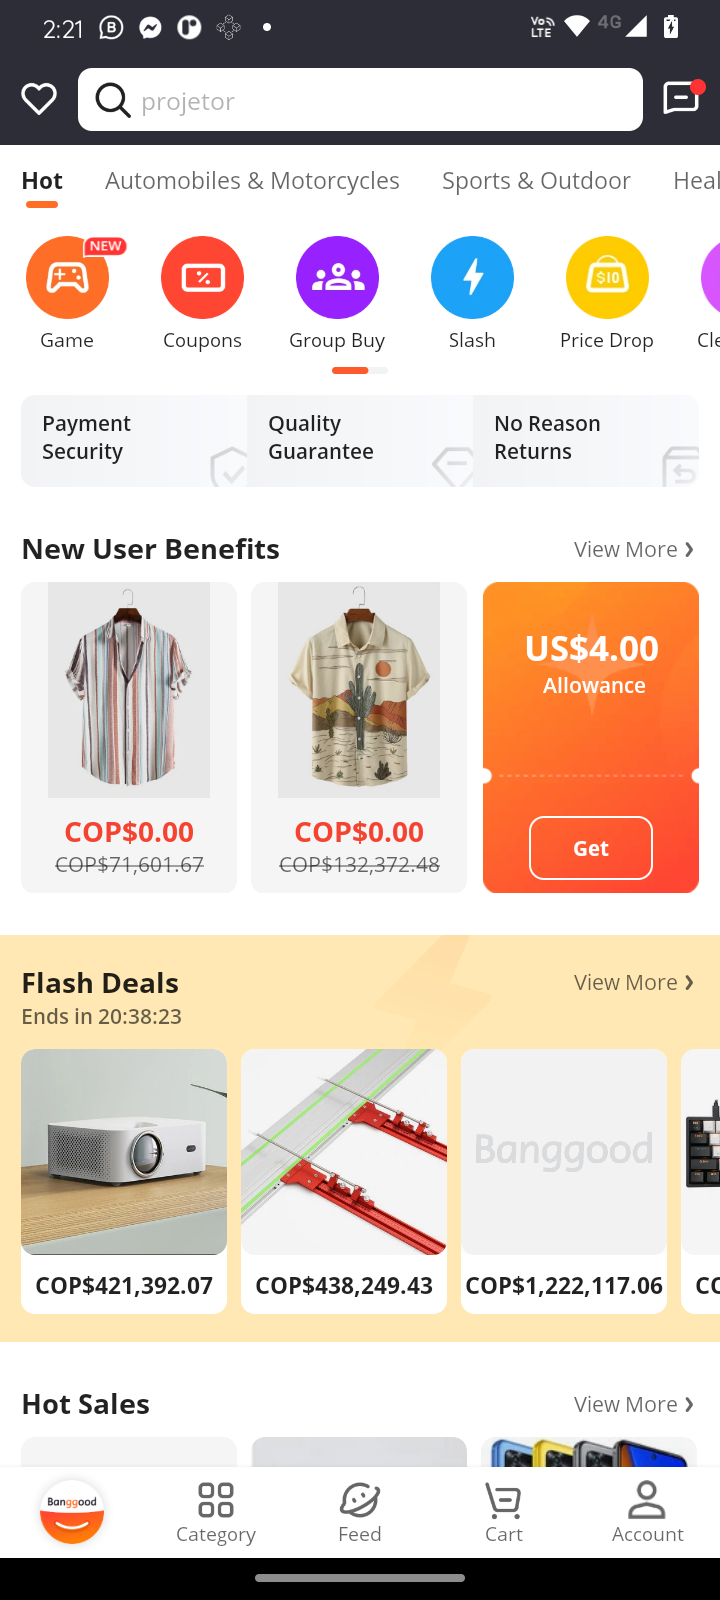 2:21
Vo
LTE
4G
projetor
Hot
Automobiles & Motorcycles
Sports & Outdoor
Heal
NEW
$10
Game
Coupons
Group Buy
Slash
Price Drop
Cle
Payment
Security
Quality
Guarantee
No Reason
Returns
New User Benefits
View More
COP$0.00
COP$71,601.67
COP$0.00
COP$132,372.48
US$4.00
Allowance
Get
Flash Deals
View More
Ends in 20:38:23
Banggood
COP$421,392.07
COP$438,249.43
COP$1,222,117.06
CO
Hot Sales
View More
Banggood
Category
Feed
Cart
Account